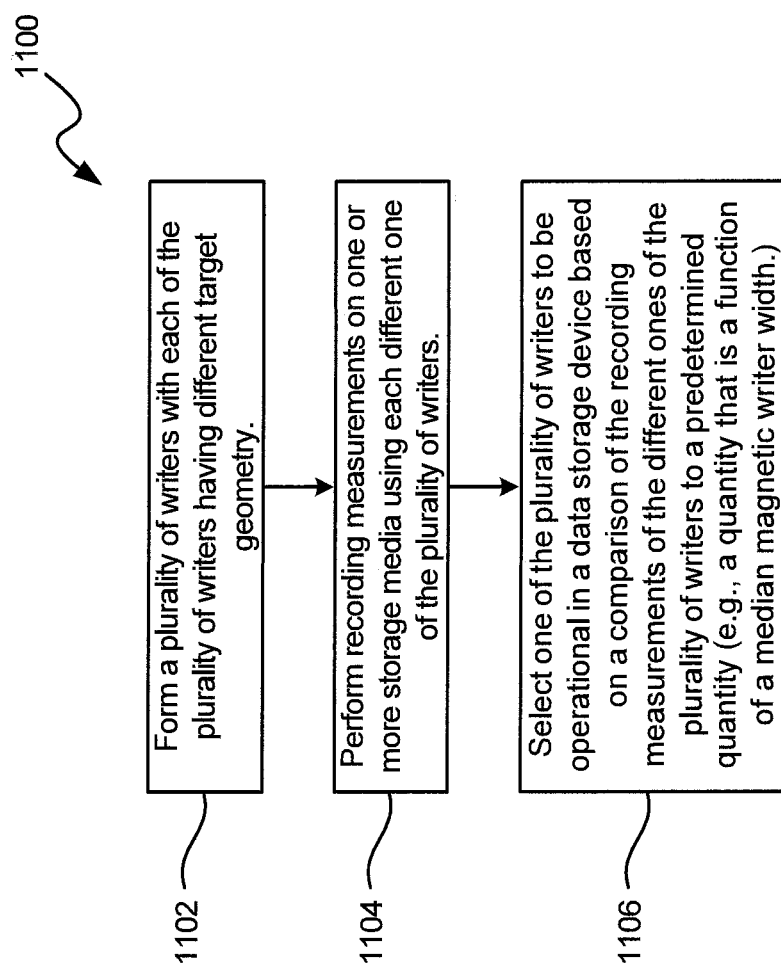 1100
1102
Form a plurality of writers with each of the
plurality of writers having different target
geometry.
1104
Perform recording measurements on one or
more storage media using each different one
of the plurality of writers.
1106
Select one of the plurality of writers to be
operational in a data storage device based
on a comparison of the recording
measurements of the different ones of the
plurality of writers to a predetermined
quantity (e.g., a quantity that is a function
of a median magnetic writer width.)